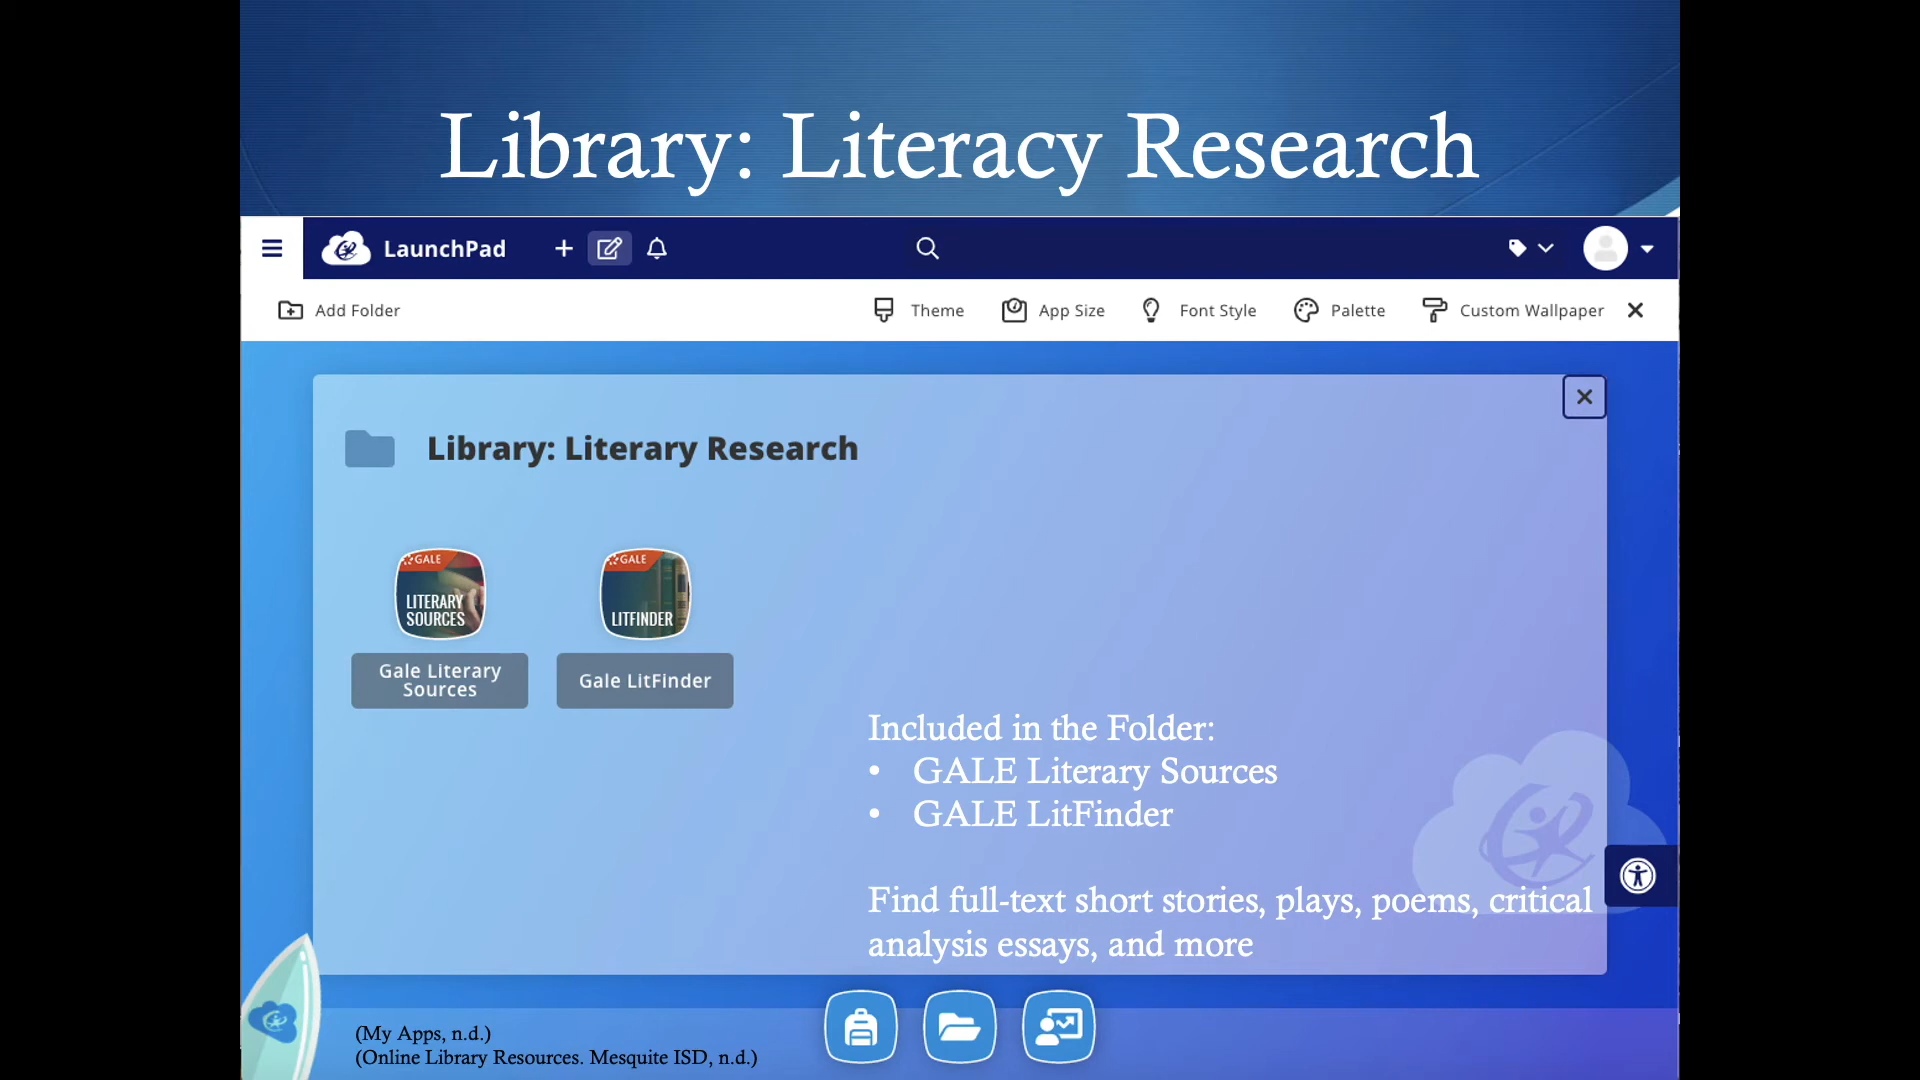 Library: Literacy Research
LaunchPad
Add Folder
Theme
App Size
Font Style
Palette
Custom Wallpaper
Library: Literary Research
GALE
LITERARY
SOURCES
GALE
LITFINDER
Gale Literary
Sources
Gale LitFinder
Included in the Folder:
• GALE Literary Sources
• GALE LitFinder
Find full-text short stories, plays, poems, critical
analysis essays, and more
(My Apps, n.d.)
(Online Library Resources. Mesquite ISD, n.d.)